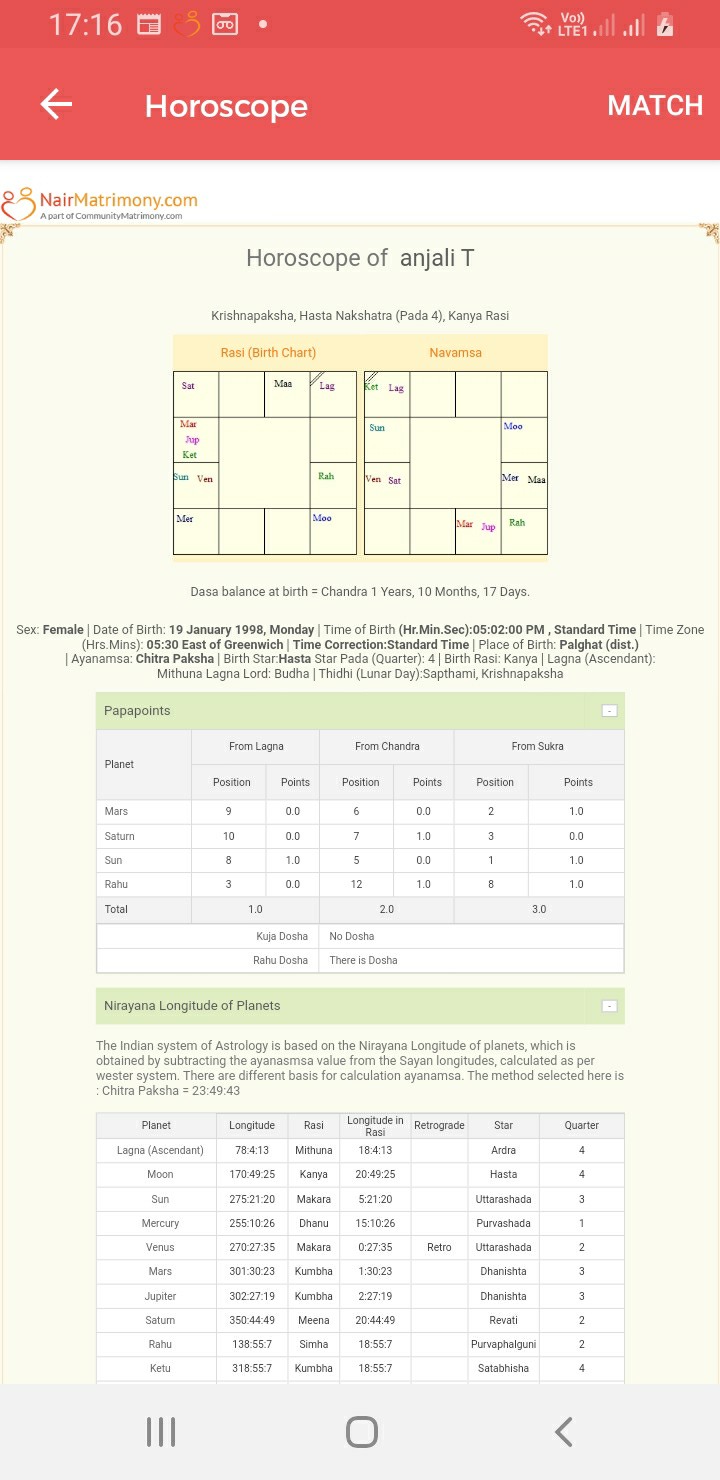 17:16 Vo)) LTE1
Horoscope MATCH
NairMatrimony.com
A part of CommunityMatrimony.com
Horoscope of anjali T
Krishnapaksha, Hasta Nakshatra (Pada 4), Kanya Rasi
Rasi (Birth Chart) Navamsa
Sat Maa Lag Ket Lag
Mar Sun Moo
Jup
Ket
Sun Ven Rah Ven Sat Mer Maa
Mer Moo Mar Jup Rah
Dasa balance at birth = Chandra 1 Years, 10 Months, 17 Days.
Sex: Female | Date of Birth: 19 January 1998, Monday | Time of Birth (Hr.Min.Sec):05:02:00 PM , Standard Time | Time Zone
(Hrs.Mins): 05:30 East of Greenwich | Time Correction:Standard Time | Place of Birth: Palghat (dist.)
| Ayanamsa: Chitra Paksha | Birth Star:Hasta Star Pada (Quarter): 4 | Birth Rasi: Kanya | Lagna (Ascendant):
Mithuna Lagna Lord: Budha | Thidhi (Lunar Day):Sapthami, Krishnapaksha
Papapoints -
Planet From Lagna From Chandra From Sukra
Position Points Position Points Position Points
Mars 9 0.0 6 0.0 2 1.0
Saturn 10 0.0 7 1.0 3 0.0
Sun 8 1.0 5 0.0 1 1.0
Rahu 3 0.0 12 1.0 8 1.0
Total 1.0 2.0 3.0
Kuja Dosha No Dosha
Rahu Dosha There is Dosha
Nirayana Longitude of Planets -
The Indian system of Astrology is based on the Nirayana Longitude of planets, which is
obtained by subtracting the ayanasmsa value from the Sayan longitudes, calculated as per
wester system. There are different basis for calculation ayanamsa. The method selected here is
: Chitra Paksha = 23:49:43
Planet Longitude Rasi Longitude in Rasi Retrograde Star Quarter
Lagna (Ascendant) 78:4:13 Mithuna 18:4:13 Ardra 4
Moon 170:49:25 Kanya 20:49:25 Hasta 4
Sun 275:21:20 Makara 5:21:20 Uttarashada 3
Mercury 255:10:26 Dhanu 15:10:26 Purvashada 1
Venus 270:27:35 Makara 0:27:35 Retro Uttarashada 2
Mars 301:30:23 Kumbha 1:30:23 Dhanishta 3
Jupiter 302:27:19 Kumbha 2:27:19 Dhanishta 3
Saturn 350:44:49 Meena 20:44:49 Revati 2
Rahu 138:55:7 Simha 18:55:7 Purvaphalguni 2
Ketu 318:55:7 Kumbha 18:55:7 Satabhisha 4